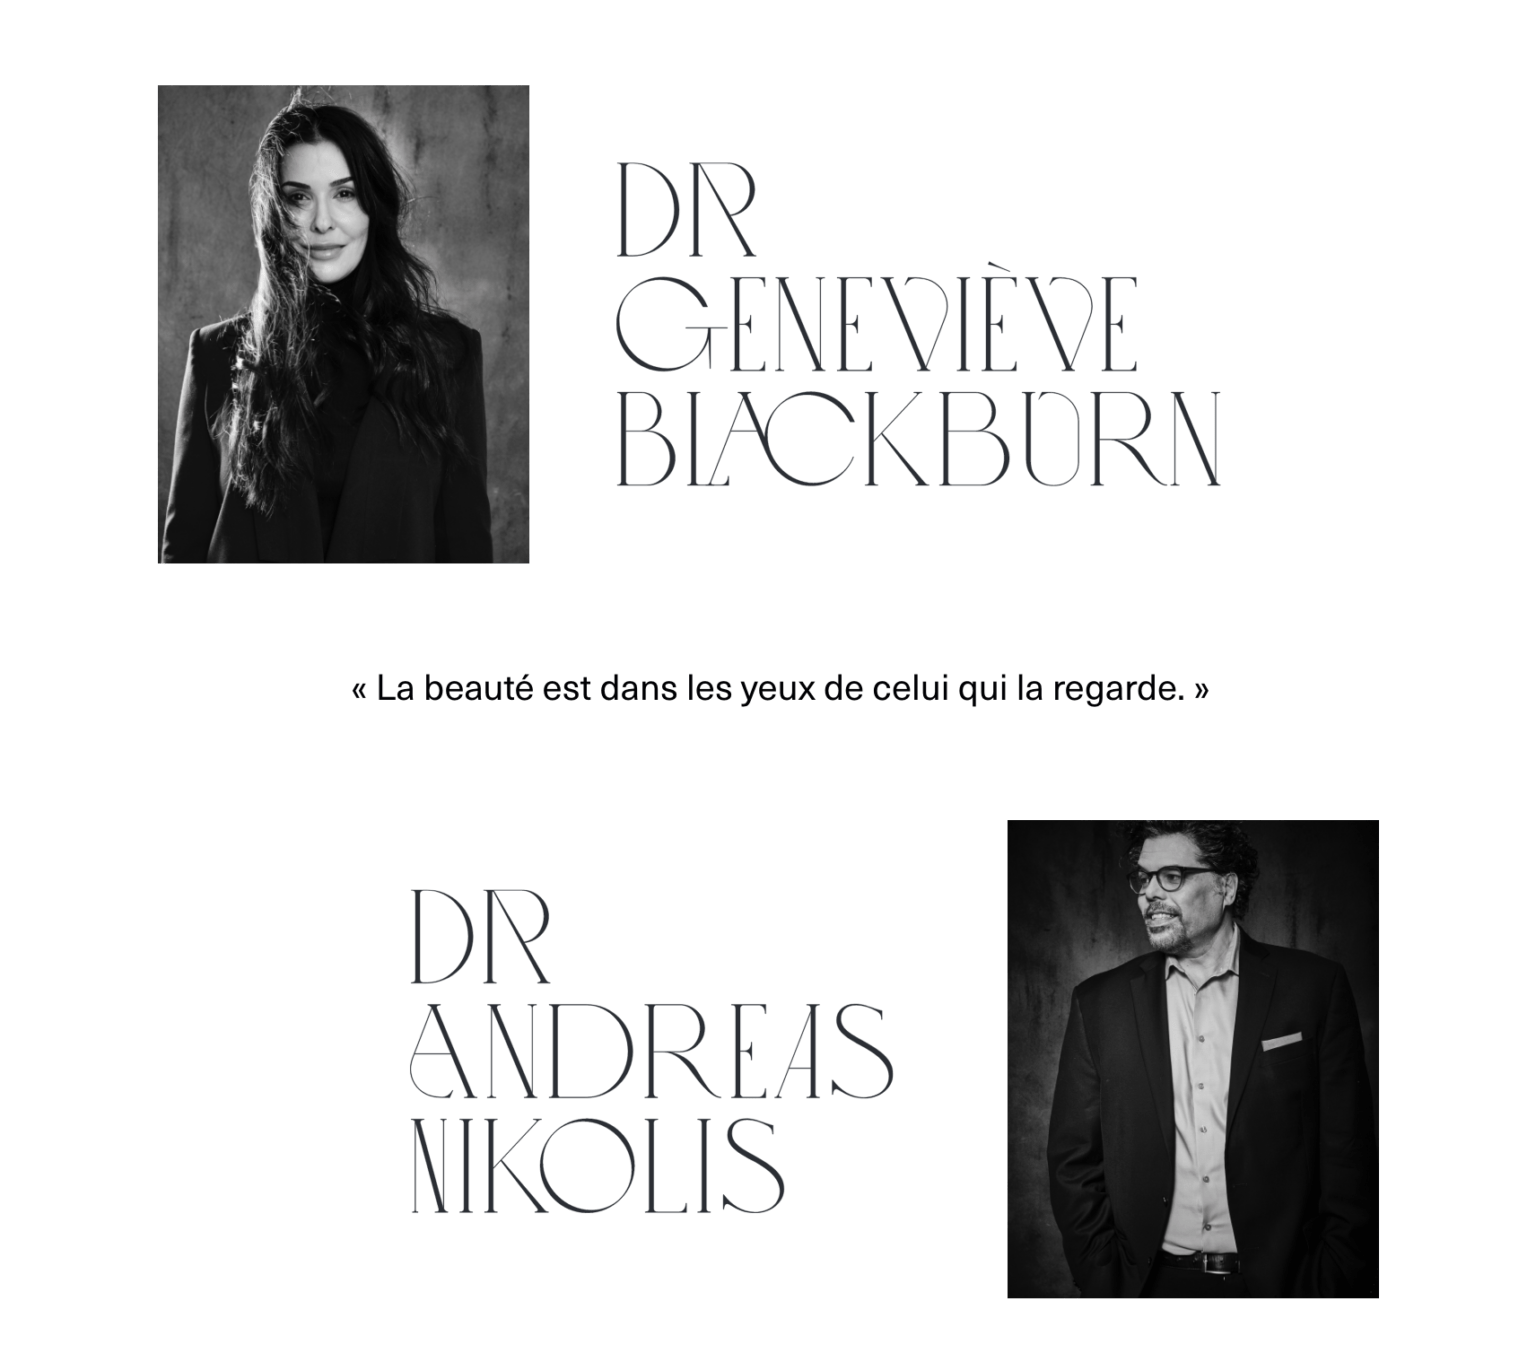 DR
GENEVIÈVE
BLACKBURN
« La beauté est dans les yeux de celui qui la regarde. »
DR
ANDREAS
NIKOLIS